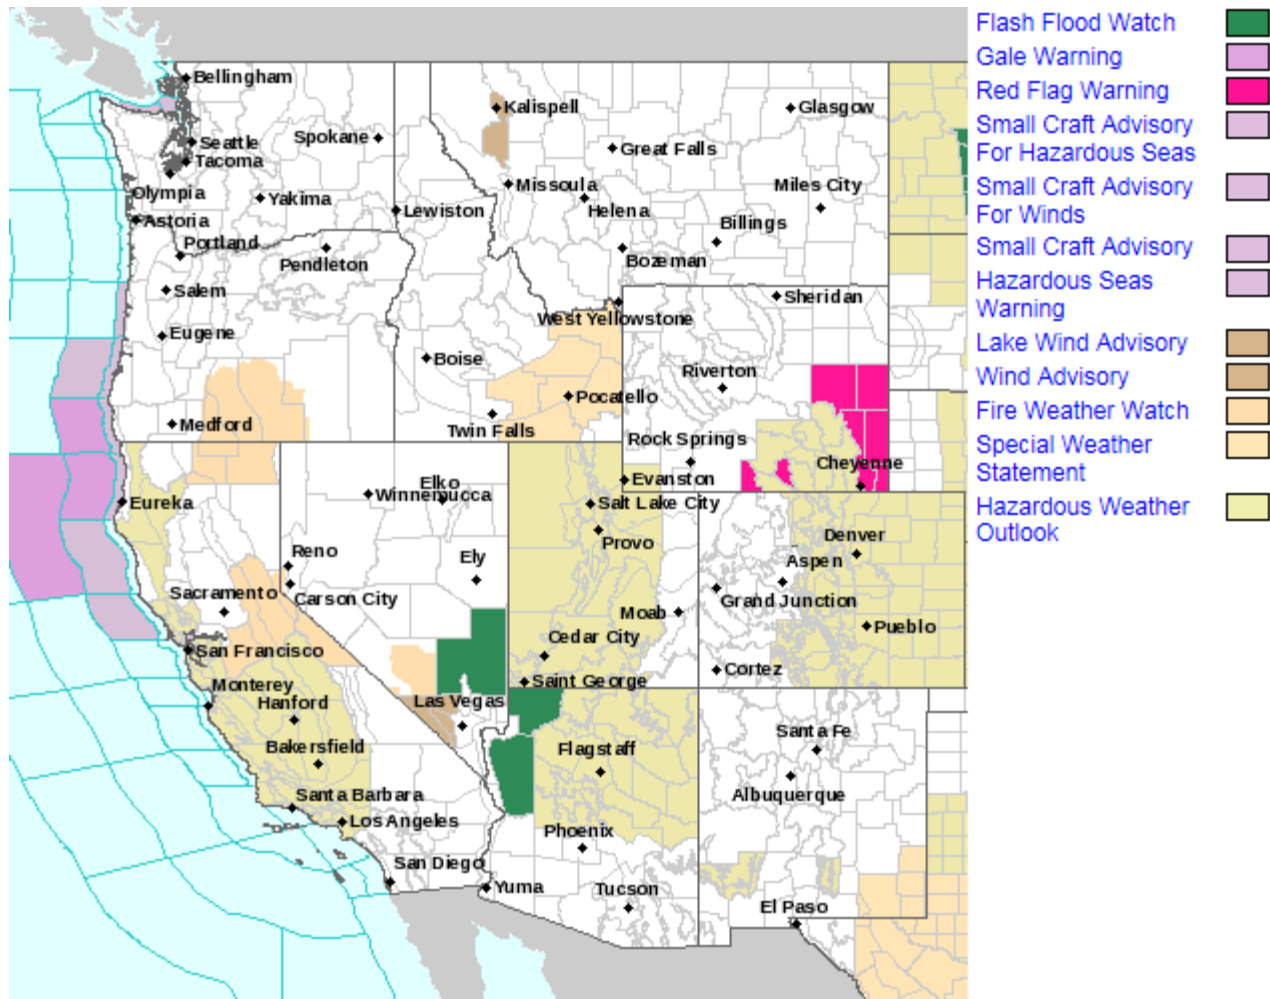 Bellingham
Seattle
Tacoma
Spokane
Olympia
Yakima
Astoria
Portland
Pendleton
Lewiston
Salem
Eugene
Medford
Kalispell
Glasgow
Great Falls
Missoula
Helena
Miles City
Billings
Bozeman
West Yellowstone
Sheridan
Boise
Pocatello
Twin Falls
Riverton
Rock Springs
Cheyenne
Evanston
Eureka
Elko
Winnemucca
Salt Lake City
Provo
Reno
Ely
Carson City
Sacramento
Denver
Aspen
Grand Junction
Moab
Pueblo
San Francisco
Cedar City
Cortez
Saint George
Monterey
Hanford
Las Vegas
Bakersfield
Flagstaff
Santa Fe
Albuquerque
Santa Barbara
Los Angeles
Phoenix
San Diego
Yuma
Tucson
El Paso
Flash Flood Watch
Gale Warning
Red Flag Warning
Small Craft Advisory
For Hazardous Seas
Small Craft Advisory
For Winds
Small Craft Advisory
Hazardous Seas
Warning
Lake Wind Advisory
Wind Advisory
Fire Weather Watch
Special Weather
Statement
Hazardous Weather
Outlook